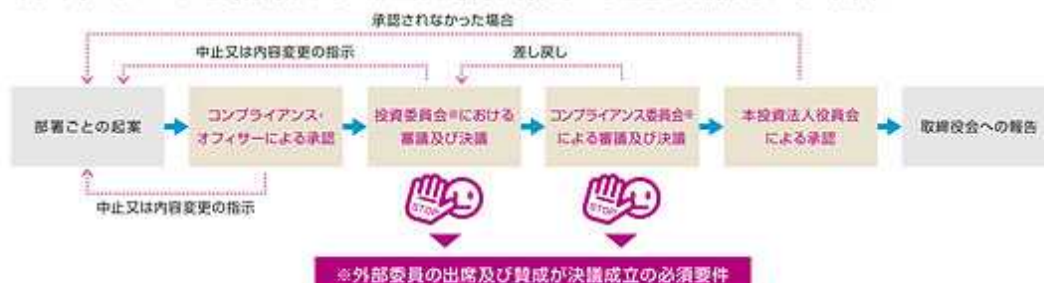 承認されなかった場合
中止又は内容変更の指示
差し戻し
部署ごとの起案
コンプライアンス・
オフィサーによる承認
投資委員会※における
審議及び決議
コンプライアンス委員会※
による審議及び決議
本投資法人役員会
による承認
取締役会への報告
中止又は内容変更の指示
STOP!
STOP!
※外部委員の出席及び賛成が決議成立の必須要件